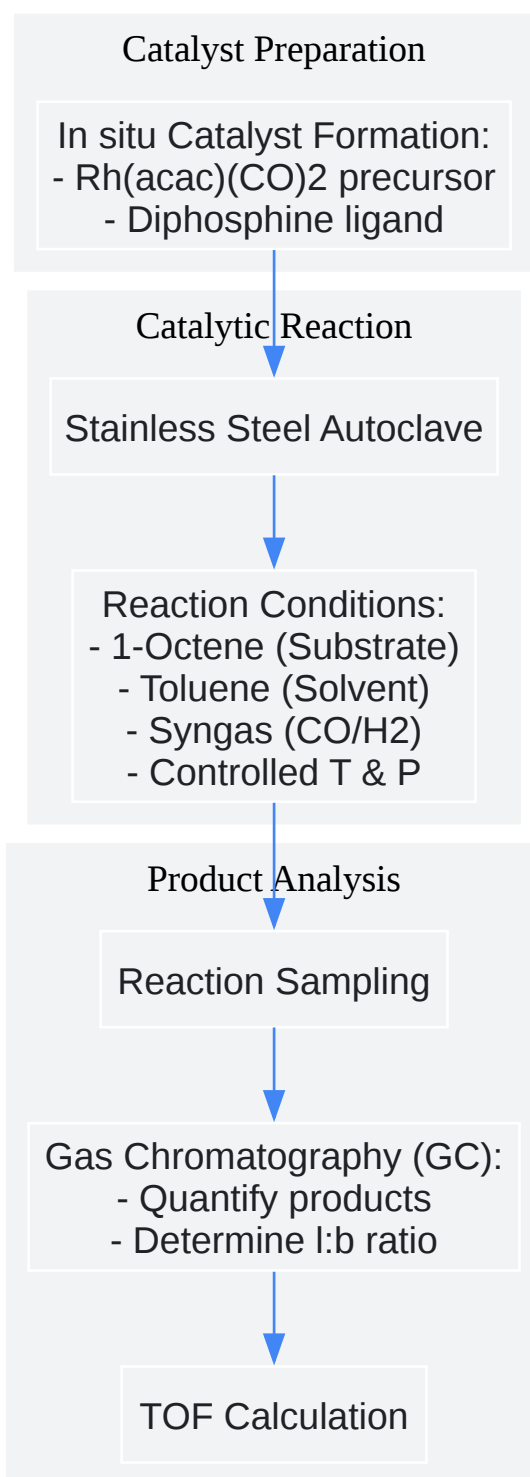 Catalyst Preparation
In situ Catalyst Formation:
- Rh(acac)(CO)2 precursor
- Diphosphine ligand
Catalytic Reaction
Stainless Steel Autoclave
Reaction Conditions:
- 1-Octene (Substrate)
- Toluene (Solvent)
- Syngas (CO/H2)
- Controlled T & P
Product Analysis
Reaction Sampling
Gas Chromatography (GC):
- Quantify products
- Determine l:b ratio
TOF Calculation